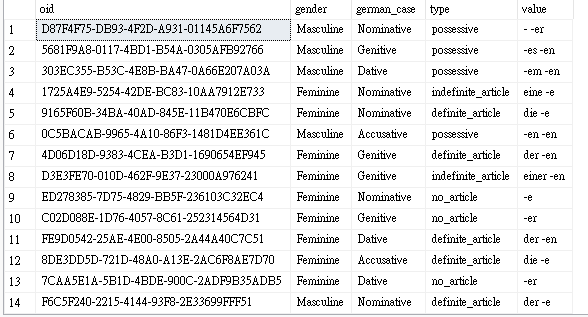 oid gender german_case type value
1 D87F4F75-DB93-4F2D-A931-01145A6F7562 Masculine Nominative possessive - -er
2 5681F9A8-0117-4BD1-B54A-0305AFB92766 Masculine Genitive possessive -es -en
3 303EC355-B53C-4E8B-BA47-0A66E207A03A Masculine Dative possessive -em -en
4 1725A4E9-5254-42DE-BC83-10AA7912E733 Feminine Nominative indefinite_article eine -e
5 9165F60B-34BA-40AD-845E-11B470E6CBFC Feminine Nominative definite_article die -e
6 0C5BACAB-9965-4A10-86F3-1481D4EE361C Masculine Accusative possessive -en -en
7 4D06D18D-9383-4CEA-B3D1-1690654EF945 Feminine Genitive definite_article der -en
8 D3E3FE70-010D-462F-9E37-23000A976241 Feminine Genitive indefinite_article einer -en
9 ED278385-7D75-4829-BB5F-236103C32EC4 Feminine Nominative no_article -e
10 C02D088E-1D76-4057-8C61-252314564D31 Feminine Genitive no_article -er
11 FE9D0542-25AE-4E00-8505-2A44A40C7C51 Feminine Dative definite_article der -en
12 8DE3DD5D-721D-48A0-A13E-2AC6F8AE7D70 Feminine Accusative definite_article die -e
13 7CAA5E1A-5B1D-4BDE-900C-2ADF9B35ADB5 Feminine Dative no_article -er
14 F6C5F240-2215-4144-93F8-2E33699FFF51 Masculine Nominative definite_article der -e